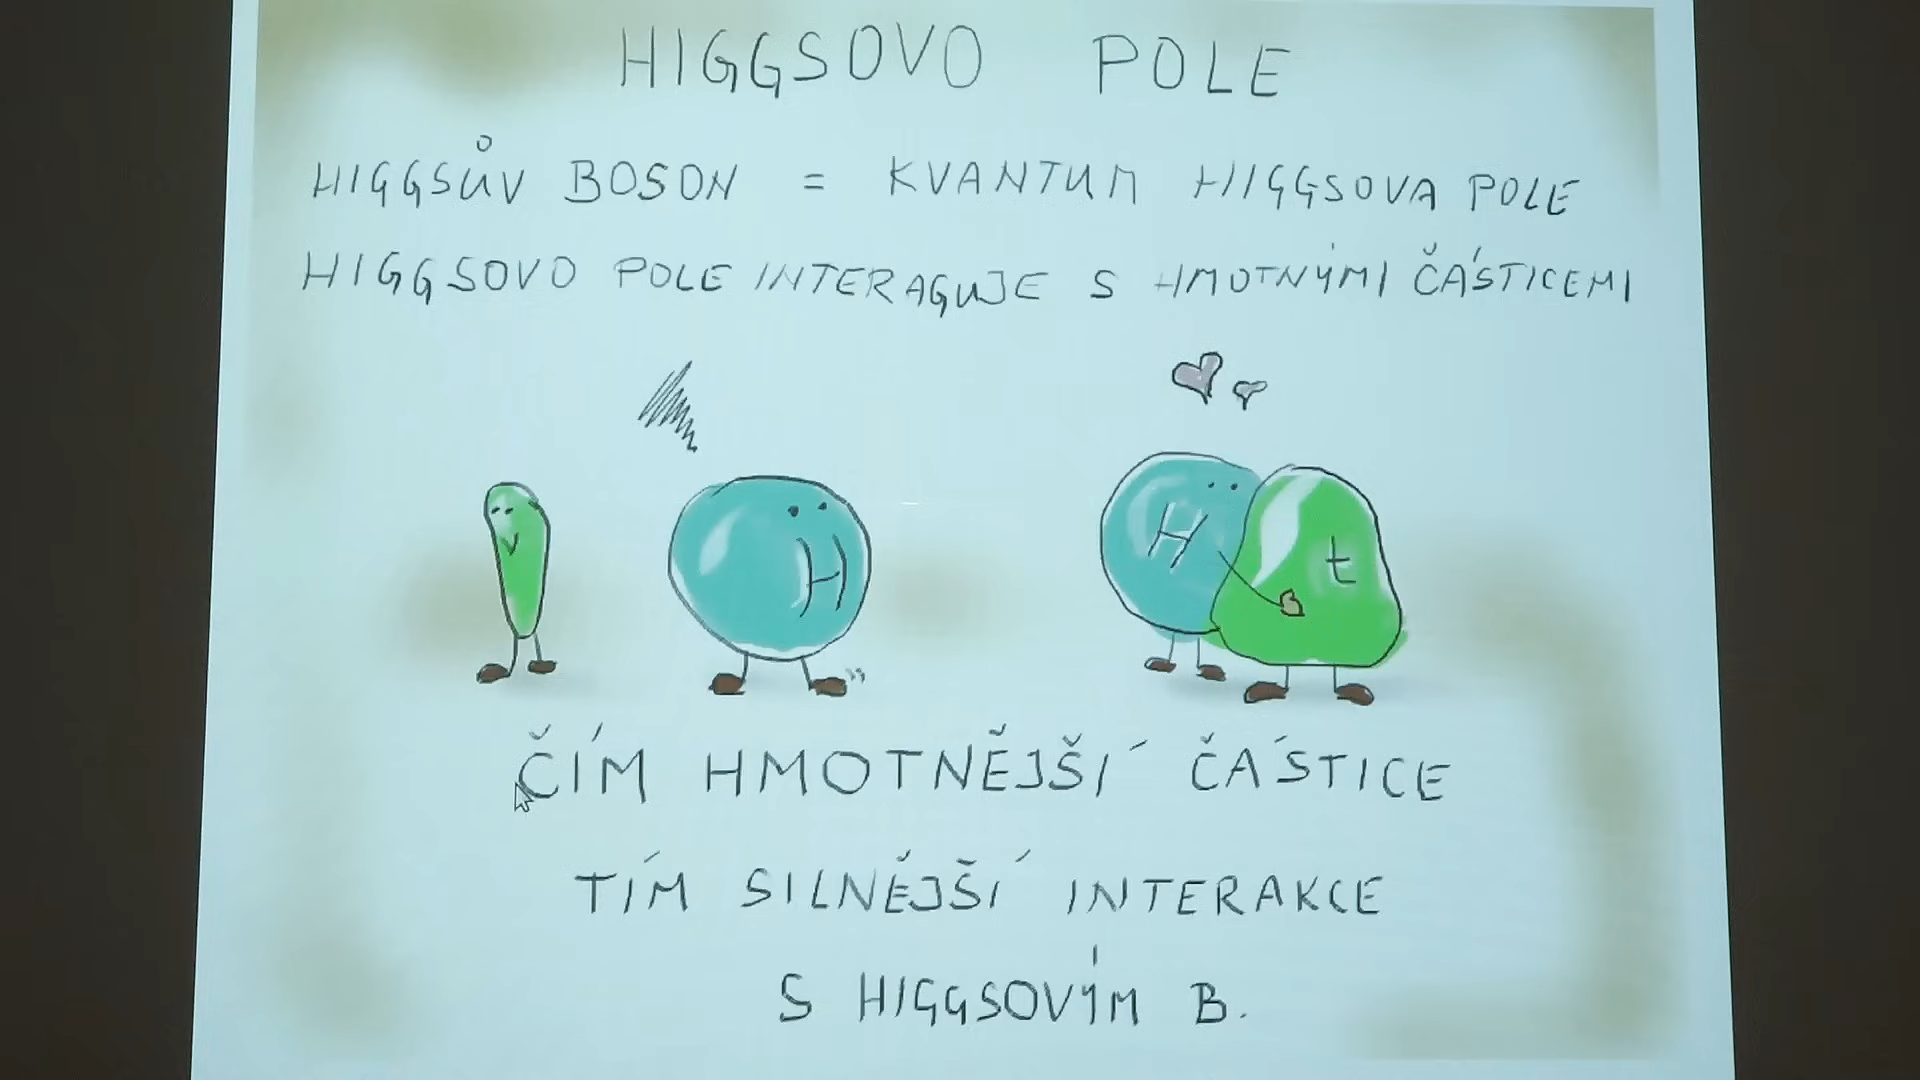 HIGGSOVO POLE
HIGGSŮV BOSON = KVANTUM HIGGSOVA POLE
HIGGSOVO POLE INTERAGUJE S HMOTNÝMI ČÁSTICEMI
ν
H
H
t
ČÍM HMOTNĚJŠÍ ČÁSTICE
TÍM SILNĚJŠÍ INTERAKCE
S HIGGSOVÝM B.